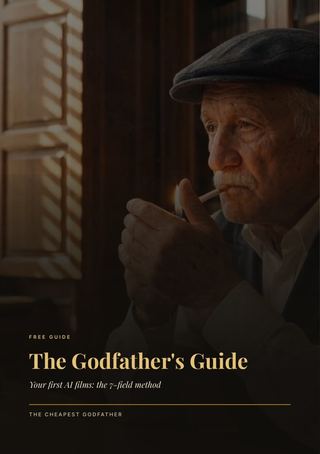 FREE GUIDE
The Godfather's Guide
Your first AI films: the 7-field method
THE CHEAPEST GODFATHER